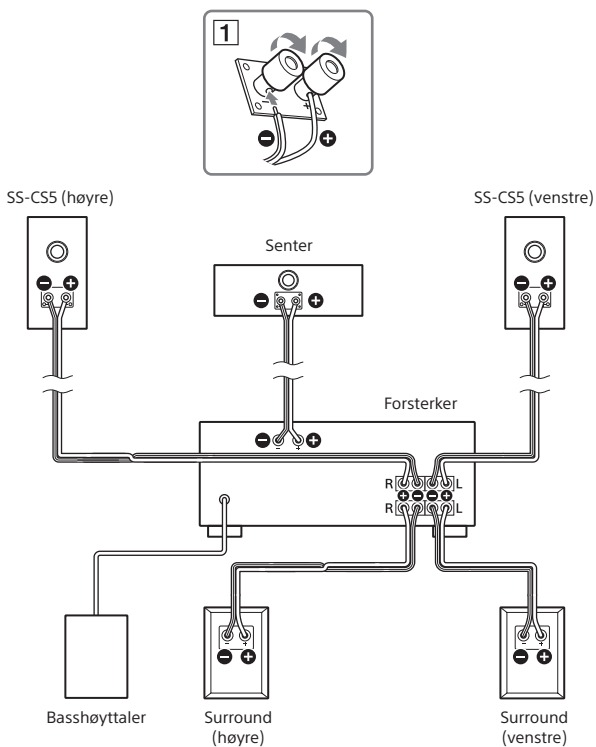 1
− +
− +
SS-CS5 (høyre)
SS-CS5 (venstre)
Senter
− +
− +
− +
Forsterker
− − + +
R L
+ − − +
R L
− +
− +
− +
− +
Basshøyttaler
Surround
(høyre)
Surround
(venstre)